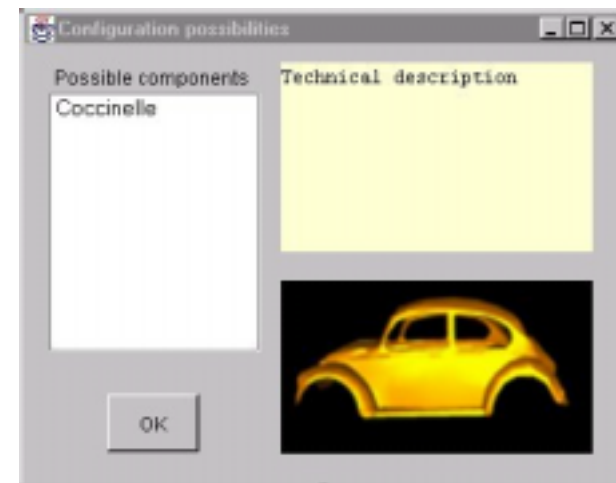 Configuration possibilities
Possible components
Coccinelle
Technical description
OK